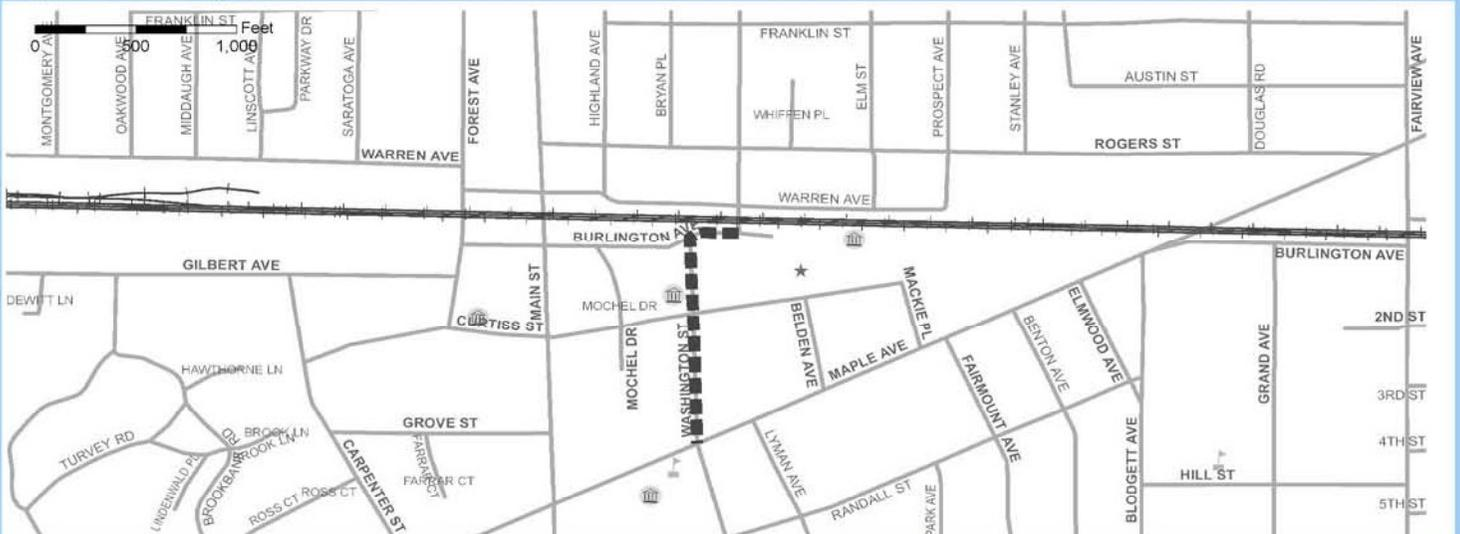 FRANKLIN ST
Feet
0 500 1,000
MONTGOMERY AVE
OAKWOOD AVE
MIDDAUGH AVE
LINSCOTT AVE
PARKWAY DR
SARATOGA AVE
FOREST AVE
HIGHLAND AVE
BRYAN PL
FRANKLIN ST
WHIFFEN PL
ELM ST
PROSPECT AVE
STANLEY AVE
AUSTIN ST
DOUGLAS RD
FAIRVIEW AVE
ROGERS ST
WARREN AVE
WARREN AVE
BURLINGTON AVE
BURLINGTON AVE
GILBERT AVE
DEWITT LN
MAIN ST
MOCHEL DR
CURTISS ST
MACKIE PL
2ND ST
BELDEN AVE
ELMWOOD AVE
BENTON AVE
MOCHEL DR
WASHINGTON ST
MAPLE AVE
GRAND AVE
HAWTHORNE LN
FAIRMOUNT AVE
3RD ST
GROVE ST
BROOK LN
BROOK LN
TURVEY RD
RD
4TH ST
CARPENTER ST
FARRAR CT
FARRAR CT
LYMAN AVE
BLODGETT AVE
HILL ST
LINDENWALD PL
BROOKBANK
ROSS CT
ROSS CT
RANDALL ST
PARK AVE
5TH ST